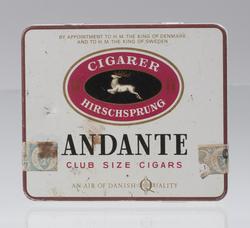 BY APPOINTMENT TO H.M. THE KING OF DENMARK
AND TO H.M. THE KING OF SWEDEN
CIGARER
HIRSCHSPRUNG
ANDANTE
CLUB SIZE CIGARS
AN AIR OF DANISH QUALITY